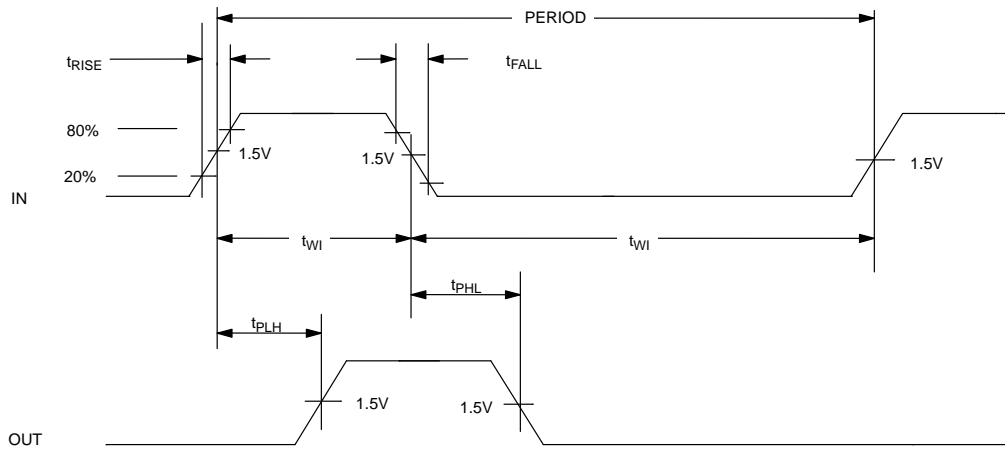 PERIOD
tRISE
tFALL
80%
1.5V
1.5V
1.5V
20%
IN
tWI
tWI
tPHL
tPLH
1.5V
1.5V
OUT